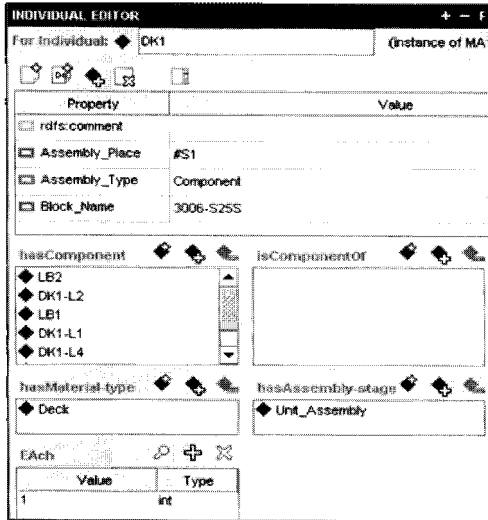 INDIVIDUAL EDITOR + − F
For Individual: DK1 (instance of MA
Property Value
rdfs:comment
Assembly_Place #S1
Assembly_Type Component
Block_Name 3006-S25S
hasComponent isComponentOf
LB2
DK1-L2
LB1
DK1-L1
DK1-L4
hasMaterial-type hasAssembly-stage
Deck Unit_Assembly
EAch
Value Type
1 int